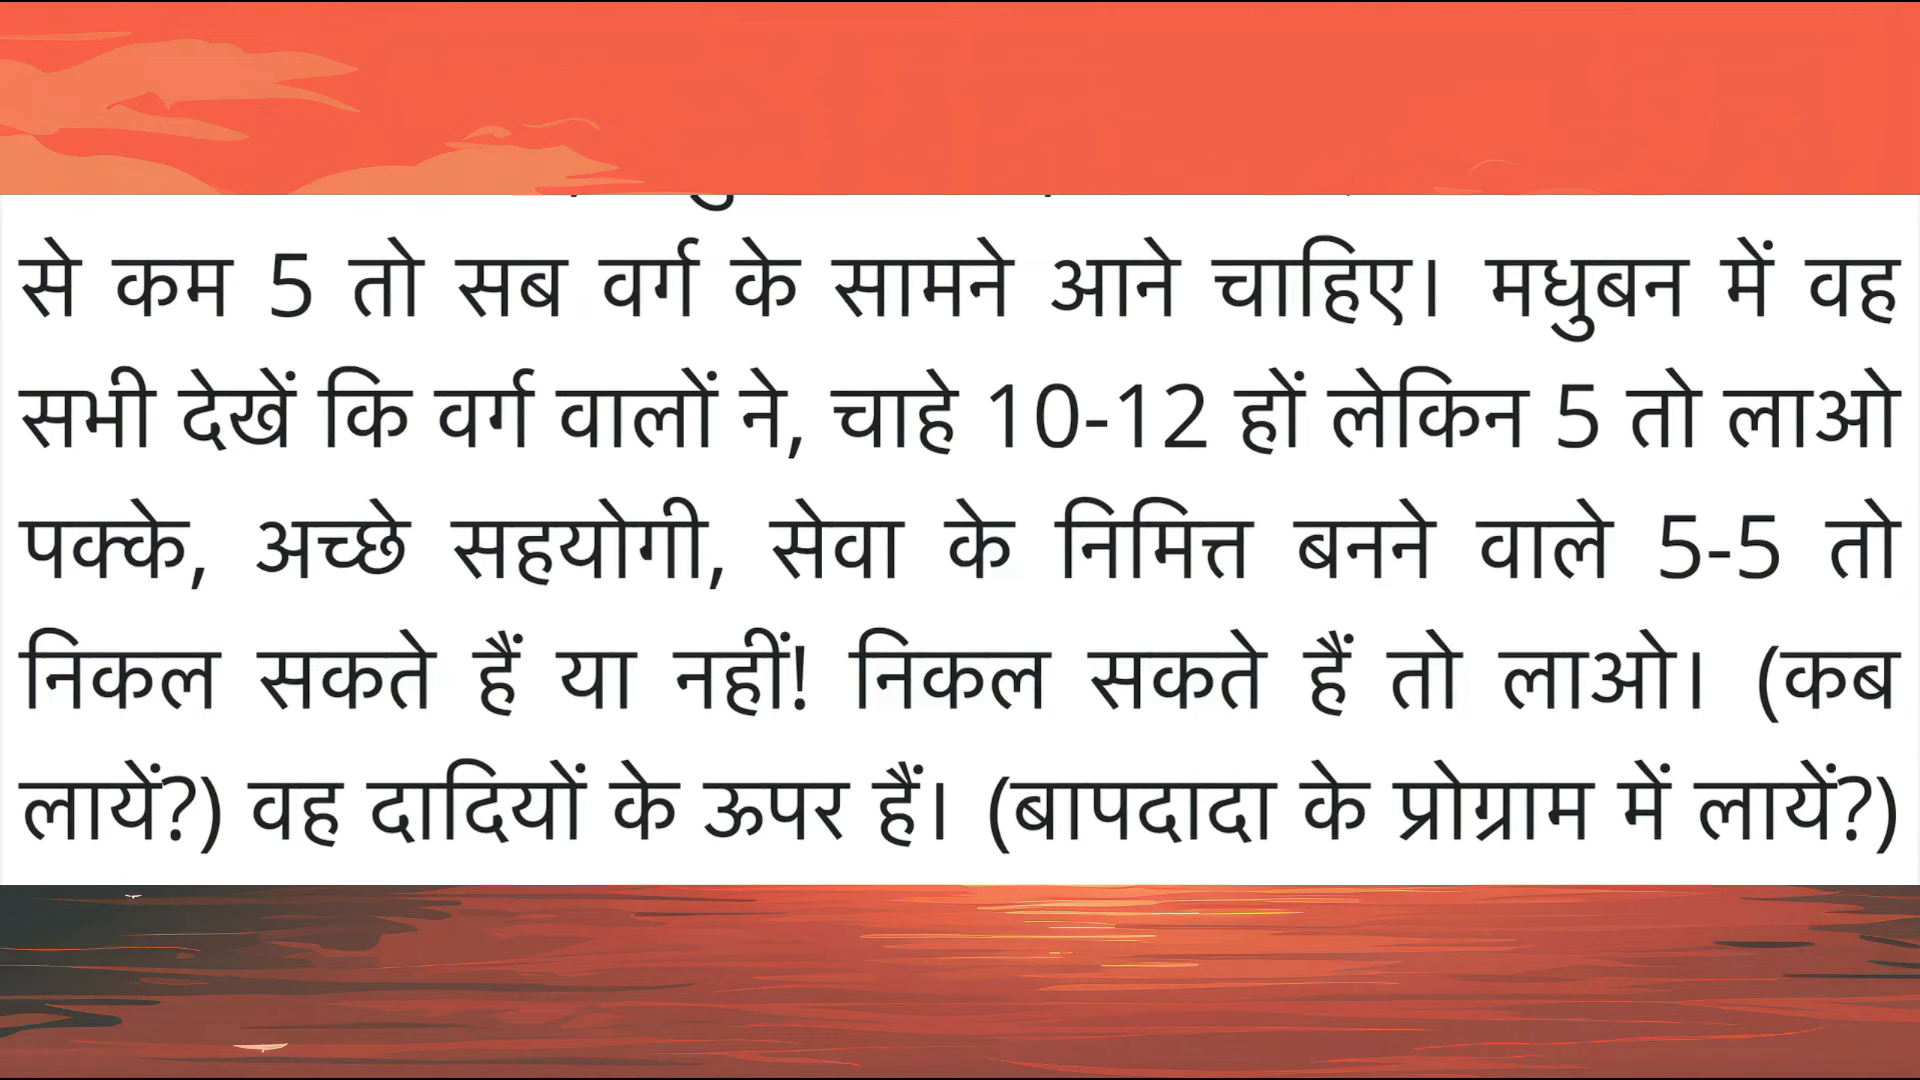 से कम 5 तो सब वर्ग के सामने आने चाहिए। मधुबन में वह
सभी देखें कि वर्ग वालों ने, चाहे 10-12 हों लेकिन 5 तो लाओ
पक्के, अच्छे सहयोगी, सेवा के निमित्त बनने वाले 5-5 तो
निकल सकते हैं या नहीं! निकल सकते हैं तो लाओ। (कब
लायें?) वह दादियों के ऊपर हैं। (बापदादा के प्रोग्राम में लायें?)